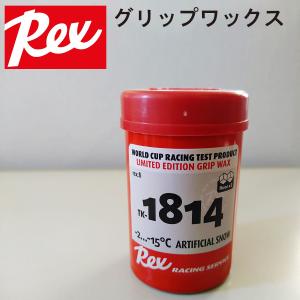 Rex
グリップワックス
WORLD CUP RACING TEST PRODUCT
LIMITED EDITION GRIP WAX
TK-1814
-2...-15°C ARTIFICIAL SNOW
Rex
RACING SERVICE